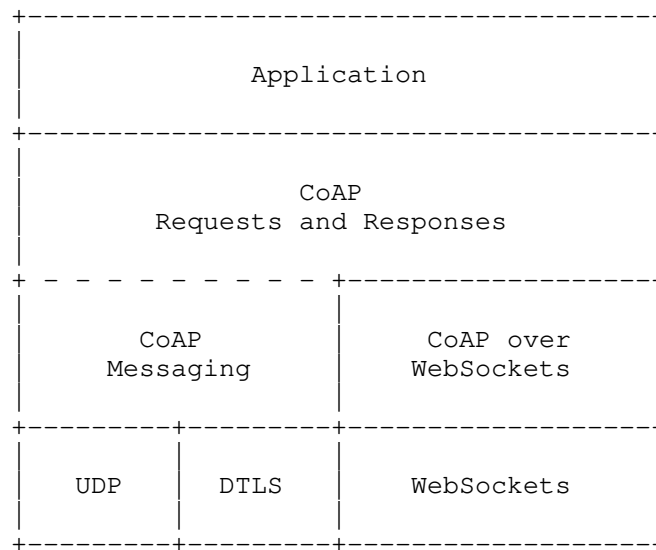 Application
CoAP
Requests and Responses
CoAP CoAP over
Messaging WebSockets
UDP DTLS WebSockets